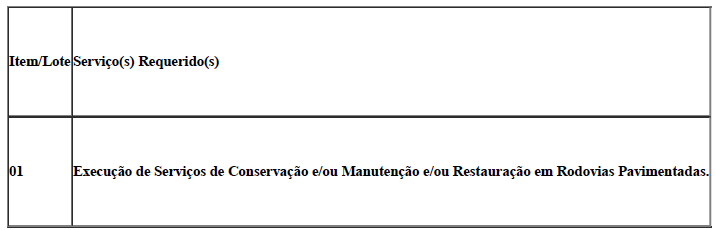 Item/Lote Serviço(s) Requerido(s)
01 Execução de Serviços de Conservação e/ou Manutenção e/ou Restauração em Rodovias Pavimentadas.